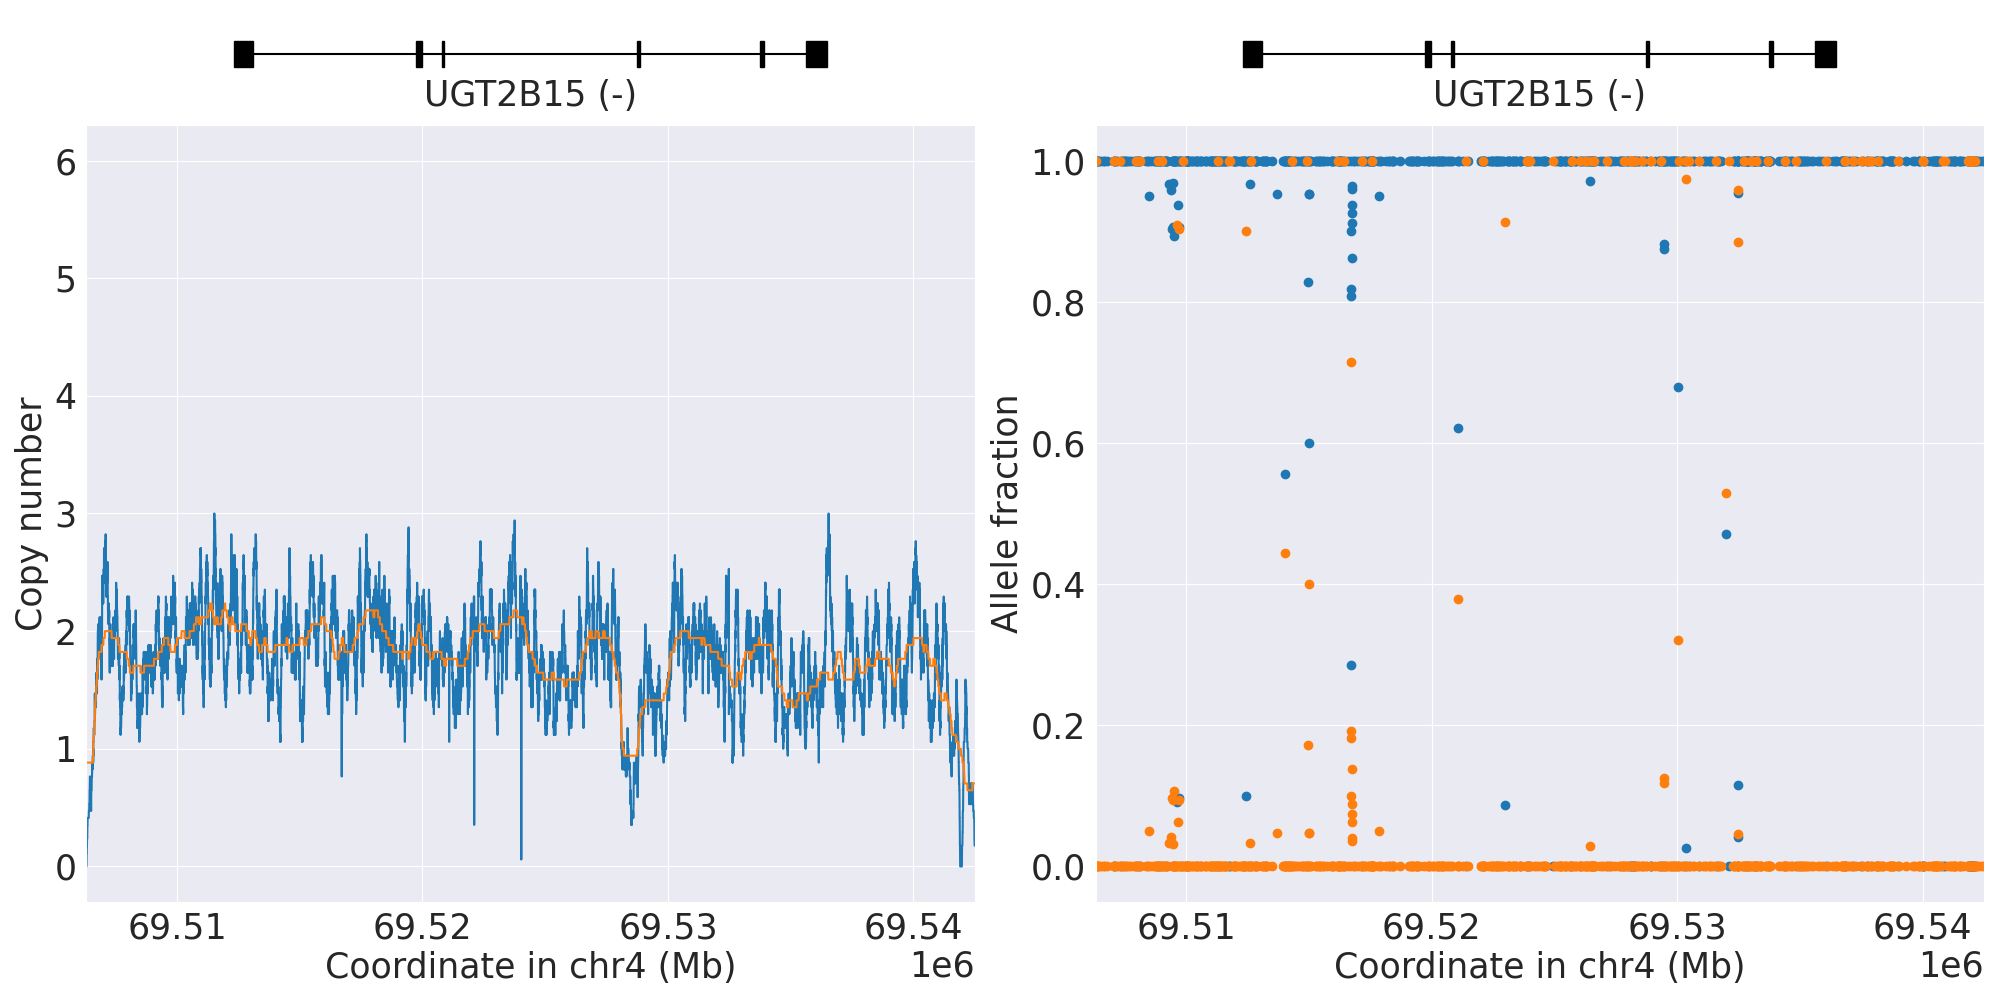 UGT2B15 (-)
6
5
4
3
2
1
0
Copy number
69.51 69.52 69.53 69.54
Coordinate in chr4 (Mb)
1e6
UGT2B15 (-)
1.0
0.8
0.6
0.4
0.2
0.0
Allele fraction
69.51 69.52 69.53 69.54
Coordinate in chr4 (Mb)
1e6